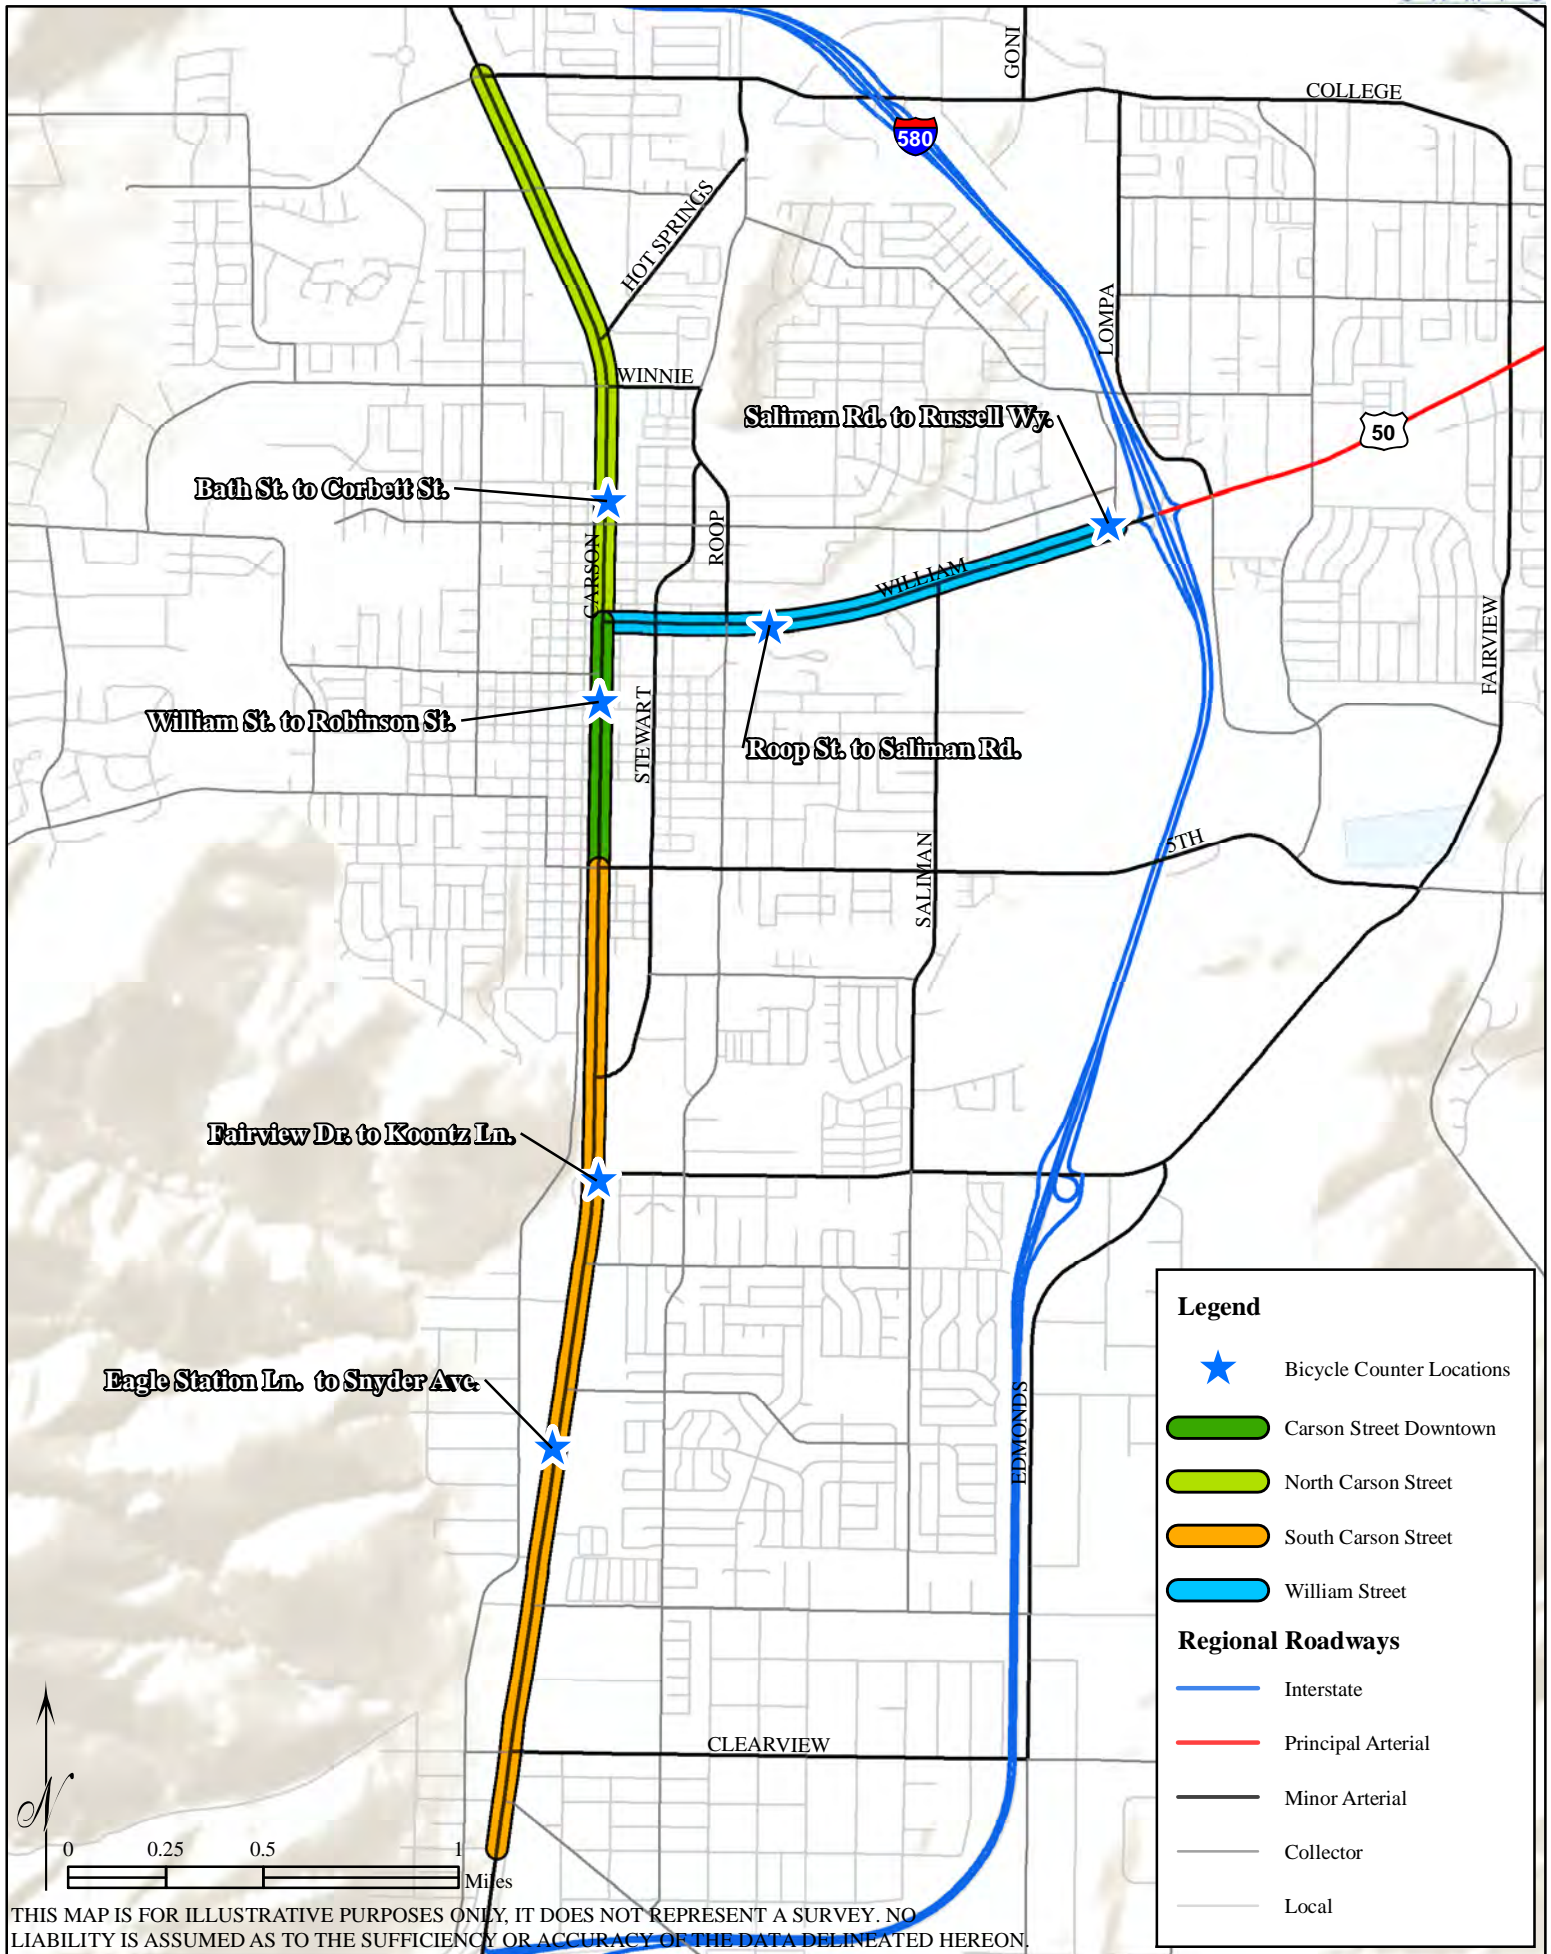 GONI
COLLEGE
580
HOT SPRINGS
LOMPA
WINNIE
Saliman Rd. to Russell Wy.
50
Bath St. to Corbett St.
ROOP
CARSON
WILLIAM
FAIRVIEW
STEWART
William St. to Robinson St.
Roop St. to Saliman Rd.
5TH
SALIMAN
Fairview Dr. to Koontz Ln.
Eagle Station Ln. to Snyder Ave.
EDMONDS
CLEARVIEW
Legend
Bicycle Counter Locations
Carson Street Downtown
North Carson Street
South Carson Street
William Street
Regional Roadways
Interstate
Principal Arterial
Minor Arterial
Collector
Local
N
0 0.25 0.5 1
Miles
THIS MAP IS FOR ILLUSTRATIVE PURPOSES ONLY, IT DOES NOT REPRESENT A SURVEY. NO
LIABILITY IS ASSUMED AS TO THE SUFFICIENCY OR ACCURACY OF THE DATA DELINEATED HEREON.